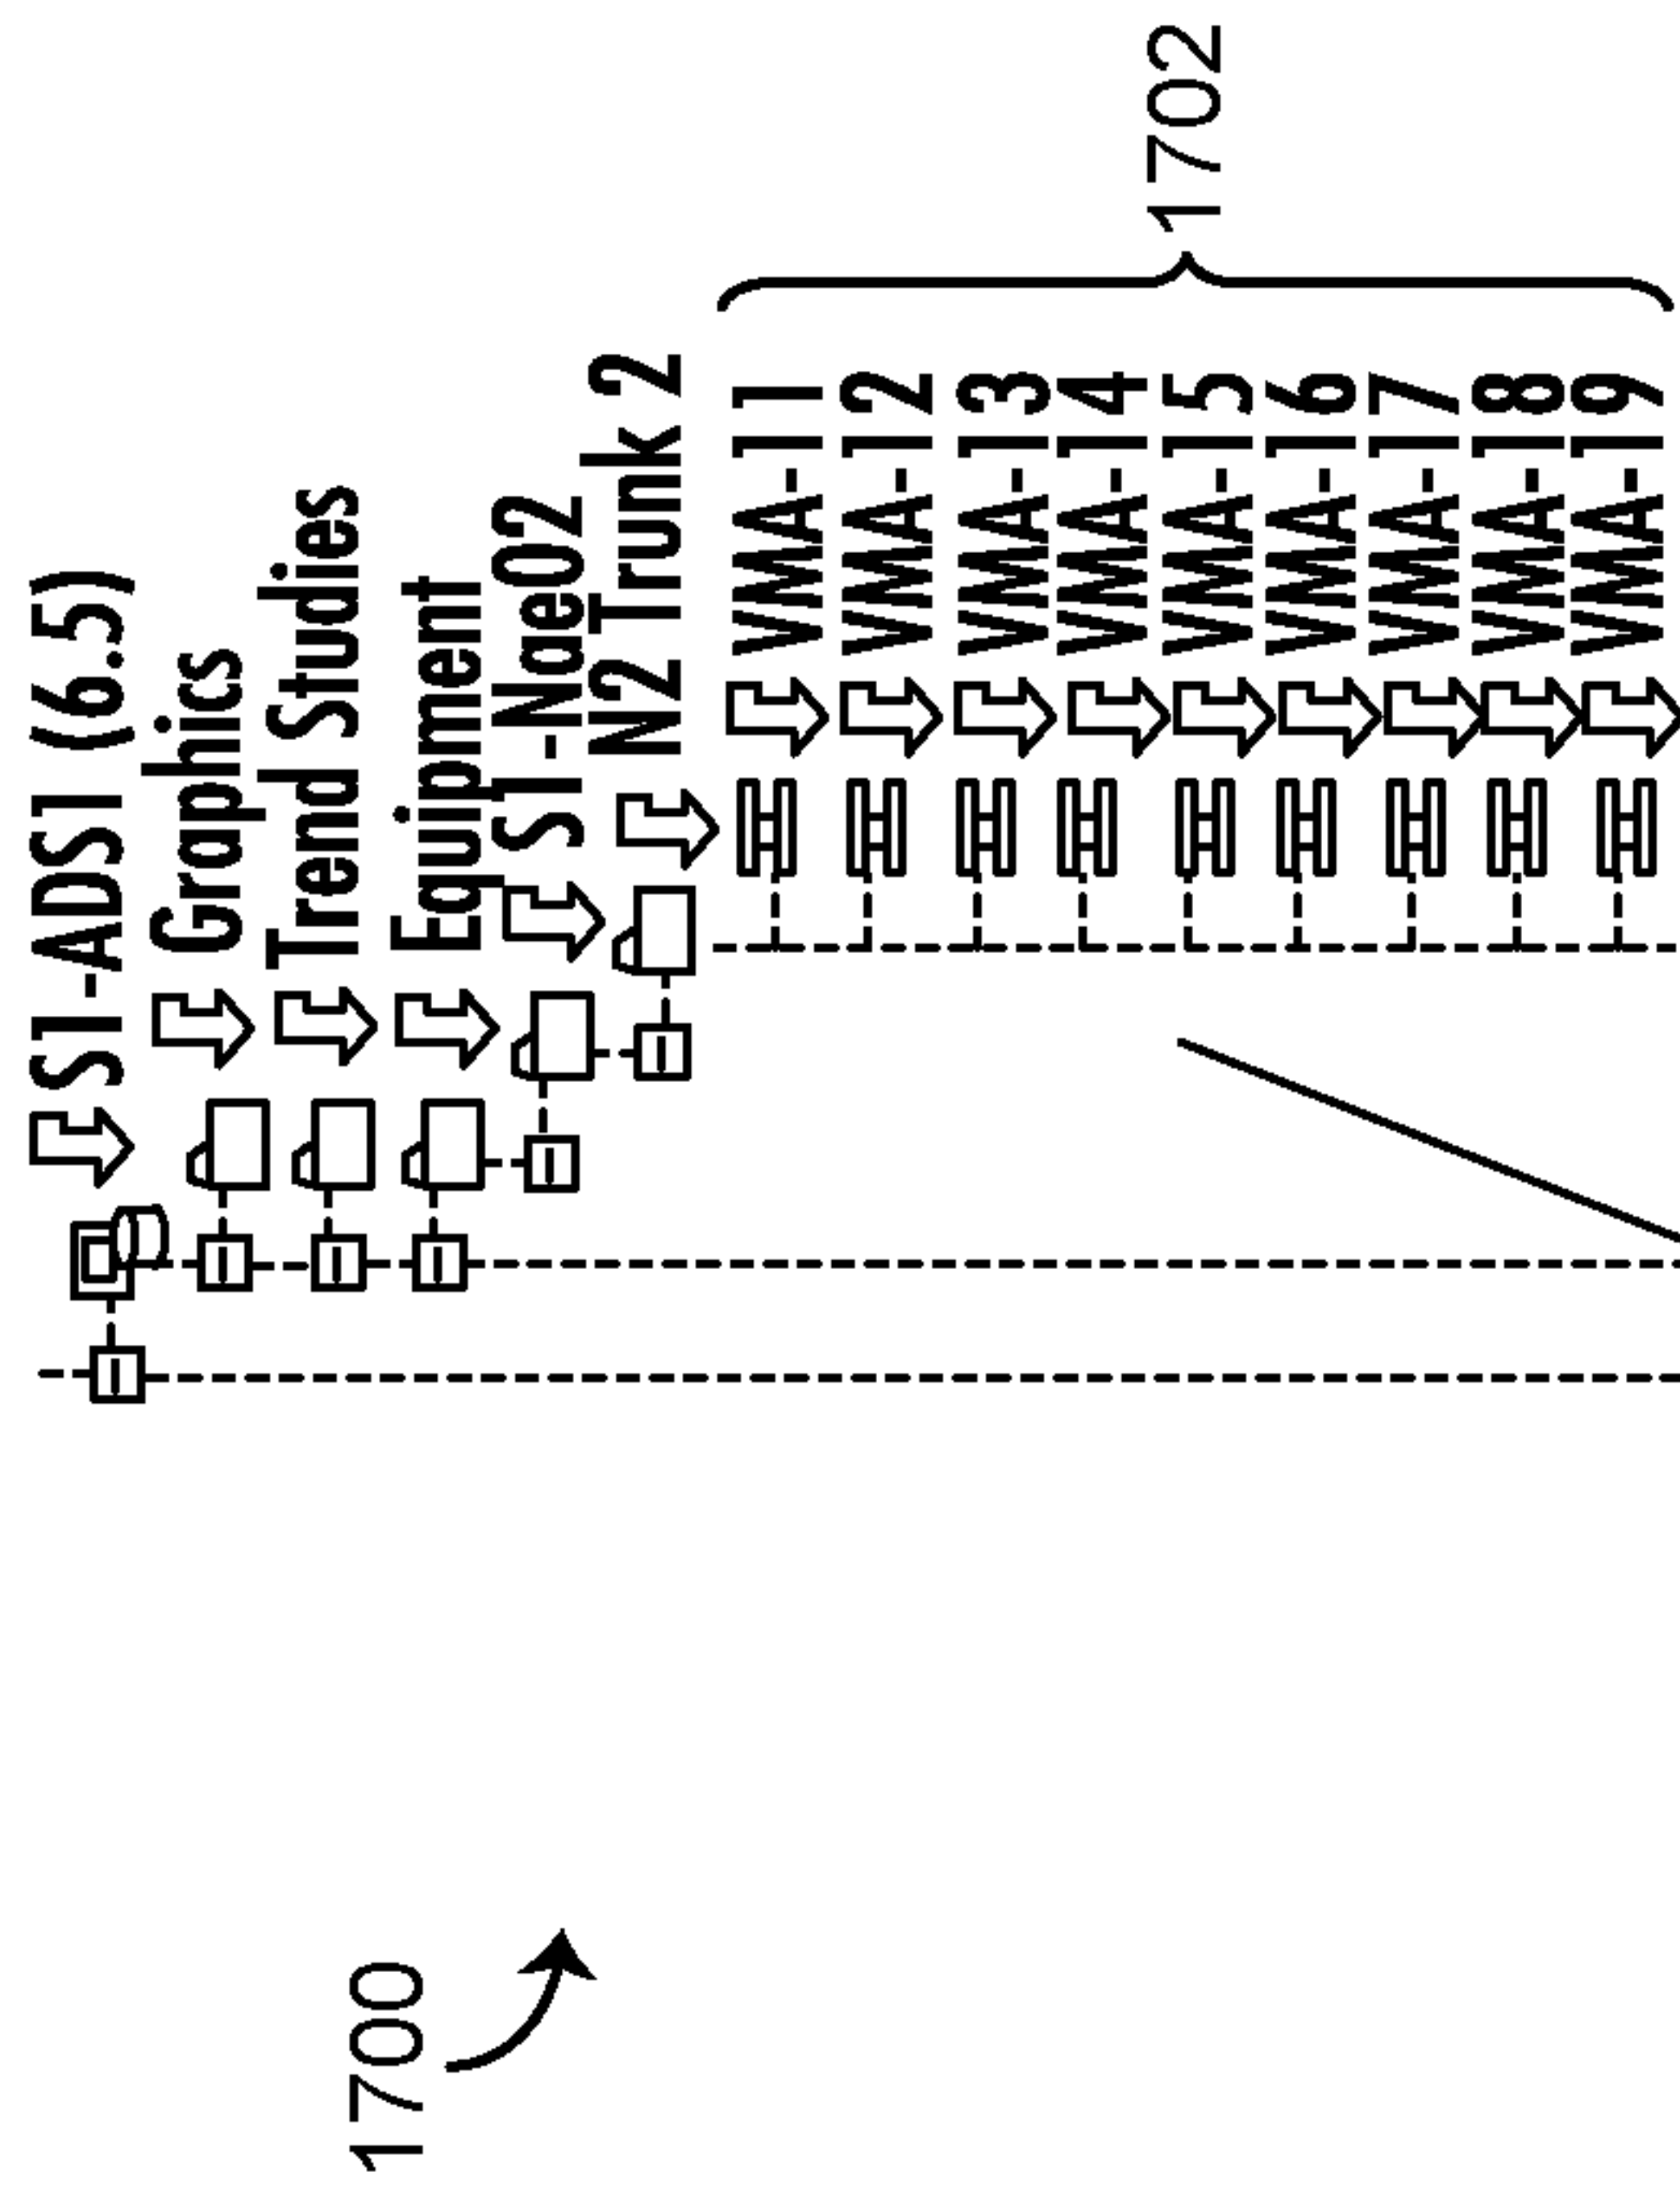 S1-ADS1 (6.5)
Graphics
Trend Studies
Equipment
S1-Nae02
N2 Trunk 2
VMA-11
VMA-12
VMA-13
VMA-14
VMA-15
VMA-16
VMA-17
VMA-18
VMA-19
1702
1700